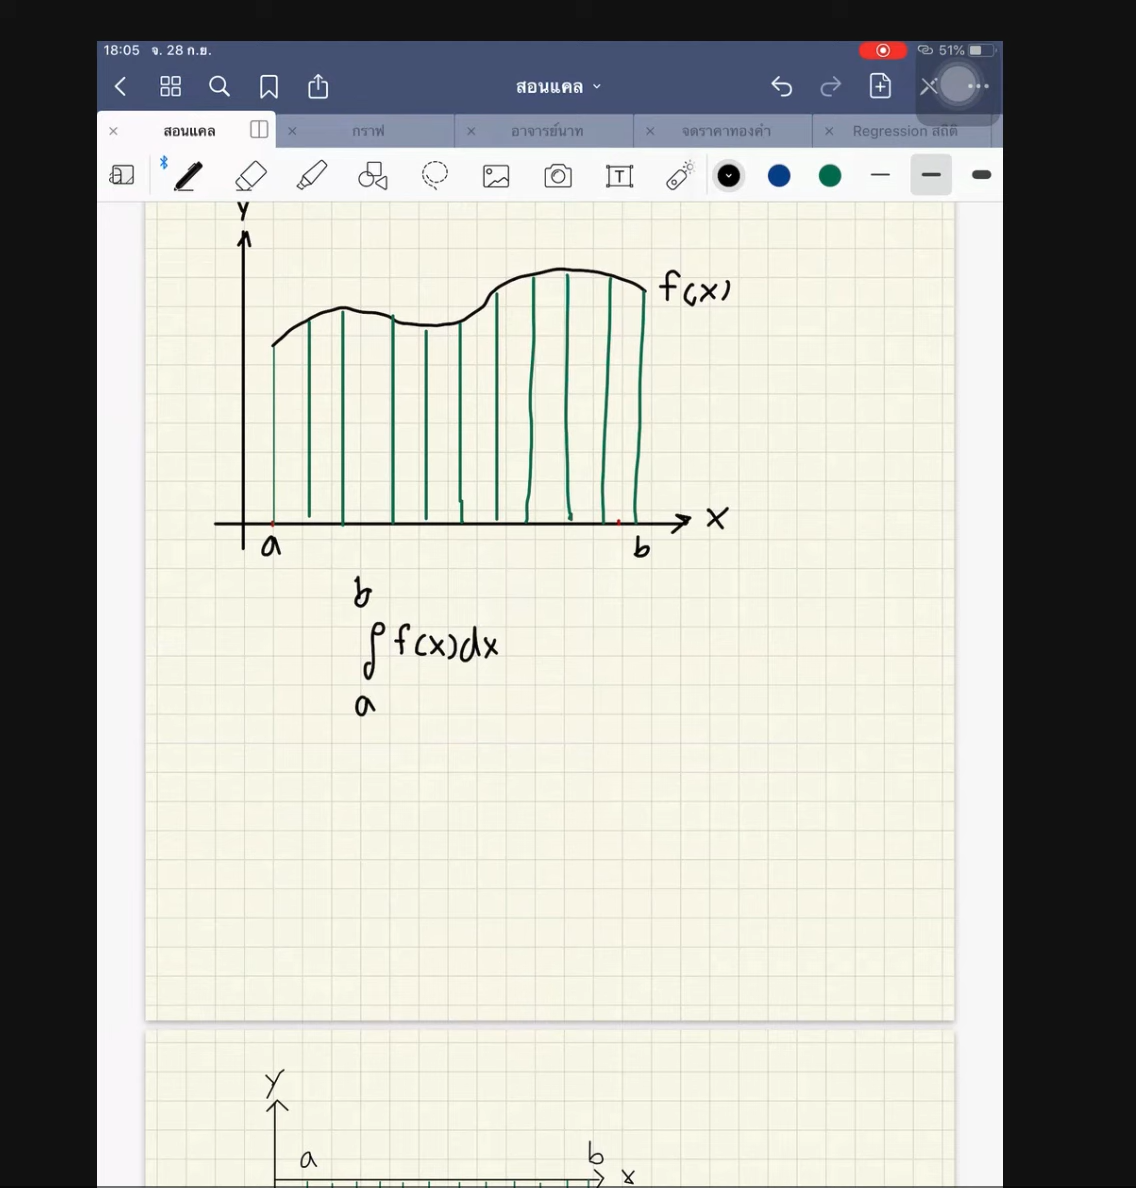 18:05 จ. 28 ก.ย. 51%
สอนแคล
สอนแคล กราฟ อาจารย์นาท จดราคาทองคำ Regression สถิติ
T
y
f(x)
x
a b
b
∫ f(x)dx
a
y
a b
x